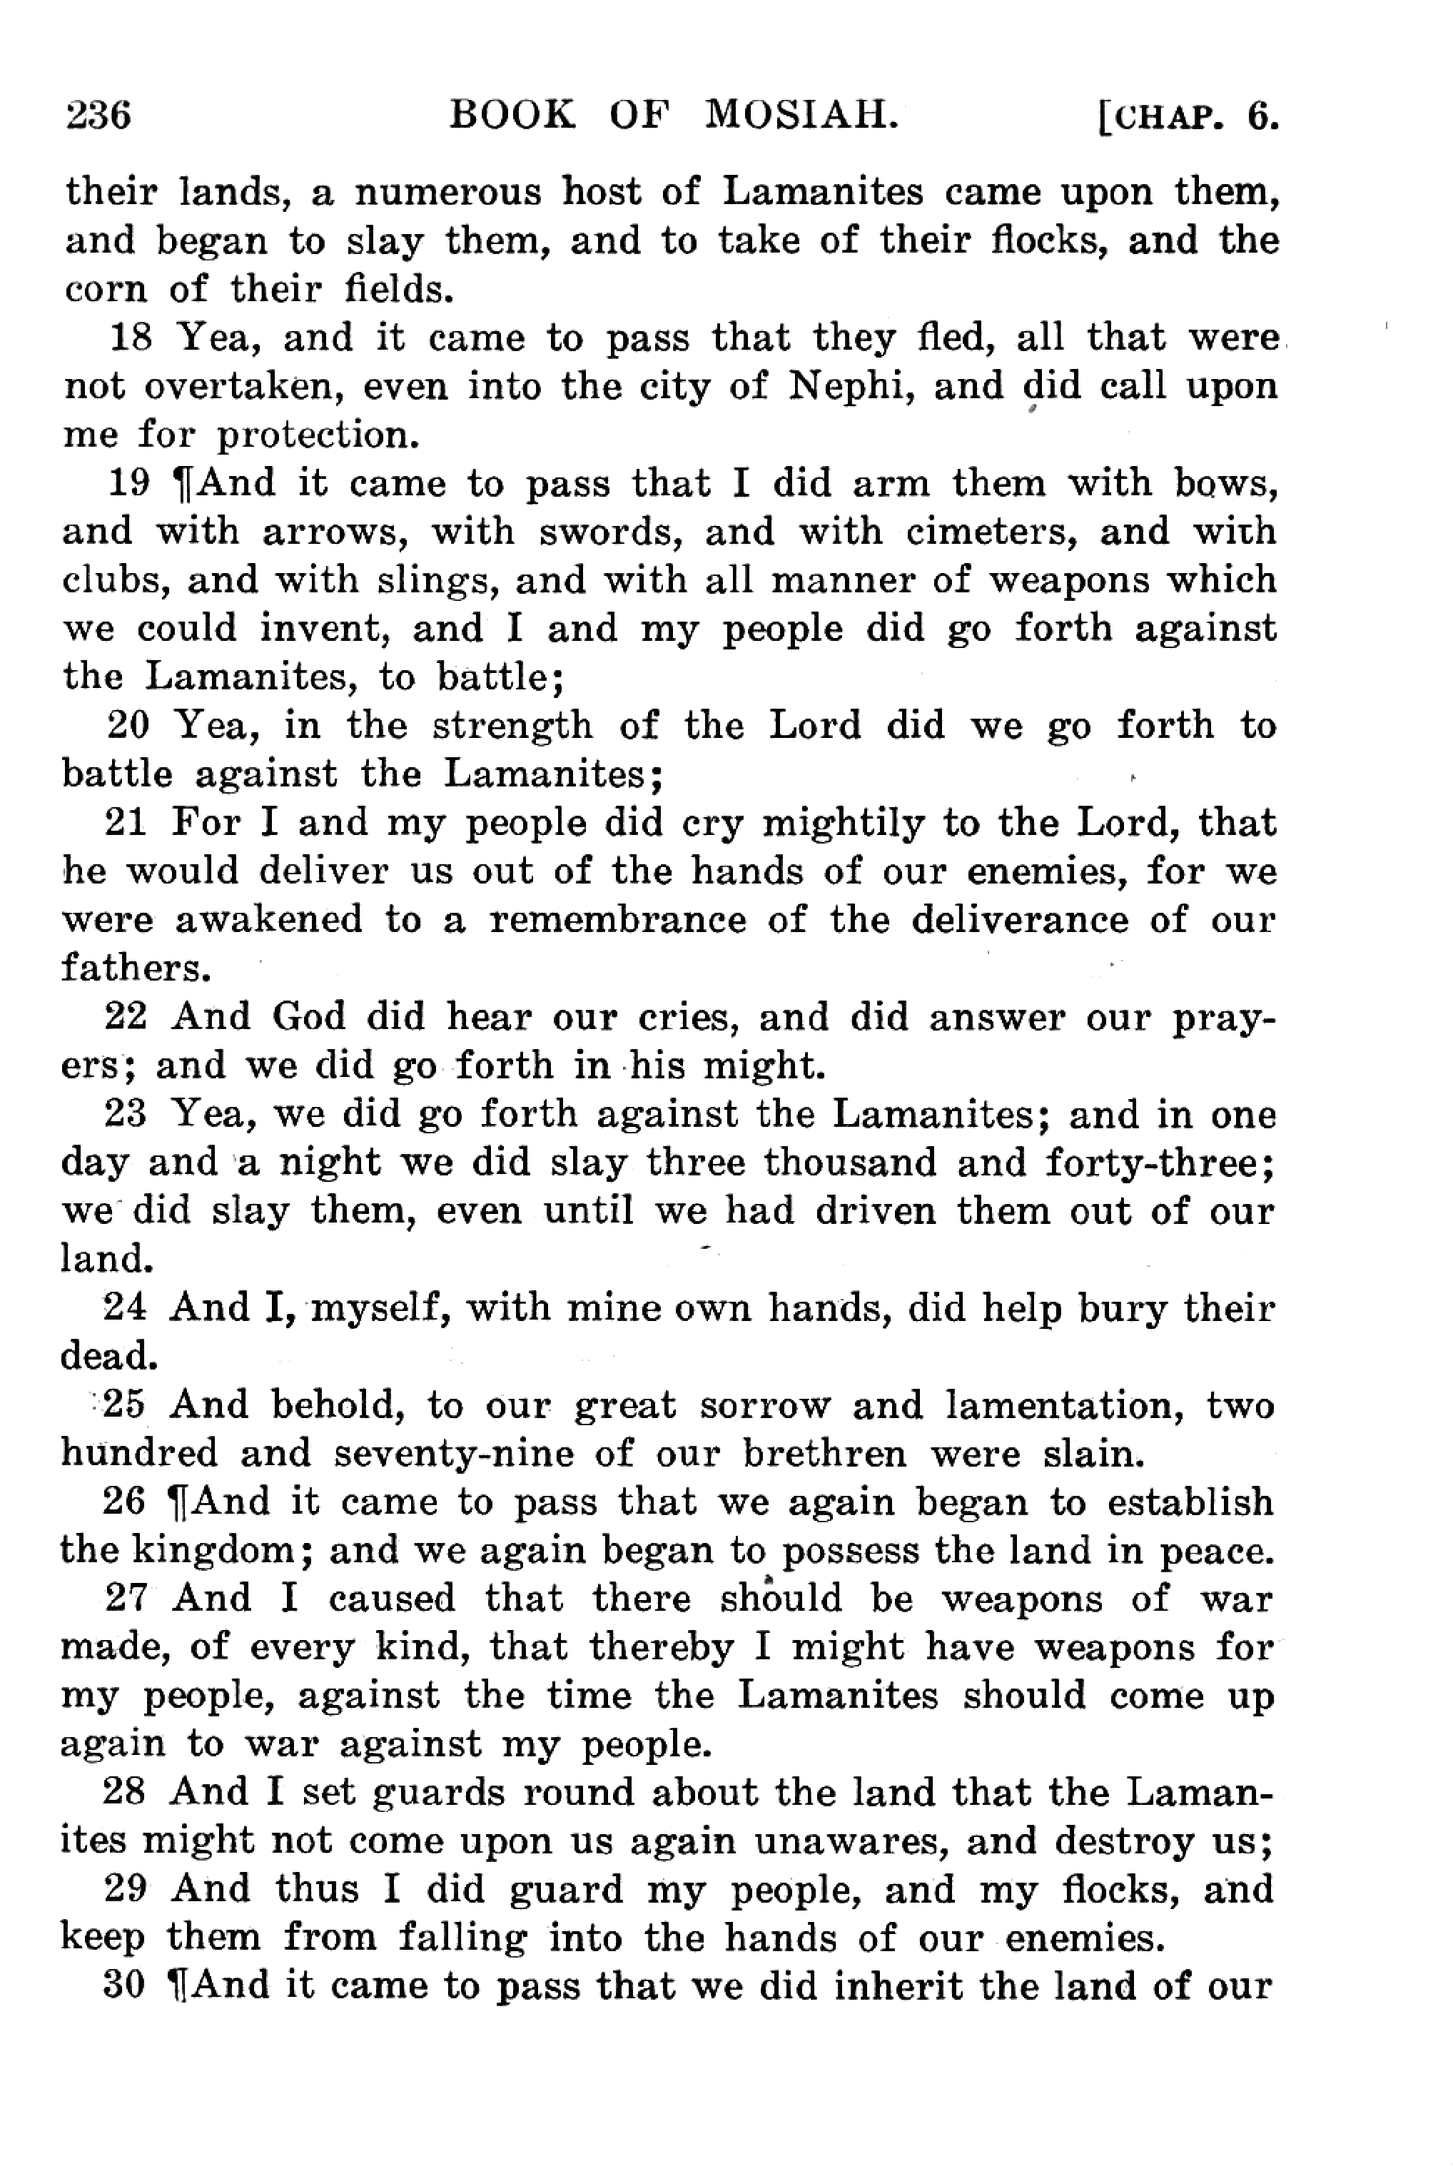 236 BOOK OF MOSIAH. [CHAP. 6.
their lands, a numerous host of Lamanites came upon them,
and began to slay them, and to take of their flocks, and the
corn of their fields.
18 Yea, and it came to pass that they fled, all that were
not overtaken, even into the city of Nephi, and did call upon
me for protection.
19 ¶And it came to pass that I did arm them with bows,
and with arrows, with swords, and with cimeters, and with
clubs, and with slings, and with all manner of weapons which
we could invent, and I and my people did go forth against
the Lamanites, to battle;
20 Yea, in the strength of the Lord did we go forth to
battle against the Lamanites;
21 For I and my people did cry mightily to the Lord, that
he would deliver us out of the hands of our enemies, for we
were awakened to a remembrance of the deliverance of our
fathers.
22 And God did hear our cries, and did answer our pray-
ers; and we did go forth in his might.
23 Yea, we did go forth against the Lamanites; and in one
day and a night we did slay three thousand and forty-three;
we did slay them, even until we had driven them out of our
land.
24 And I, myself, with mine own hands, did help bury their
dead.
25 And behold, to our great sorrow and lamentation, two
hundred and seventy-nine of our brethren were slain.
26 ¶And it came to pass that we again began to establish
the kingdom; and we again began to possess the land in peace.
27 And I caused that there should be weapons of war
made, of every kind, that thereby I might have weapons for
my people, against the time the Lamanites should come up
again to war against my people.
28 And I set guards round about the land that the Laman-
ites might not come upon us again unawares, and destroy us;
29 And thus I did guard my people, and my flocks, and
keep them from falling into the hands of our enemies.
30 ¶And it came to pass that we did inherit the land of our